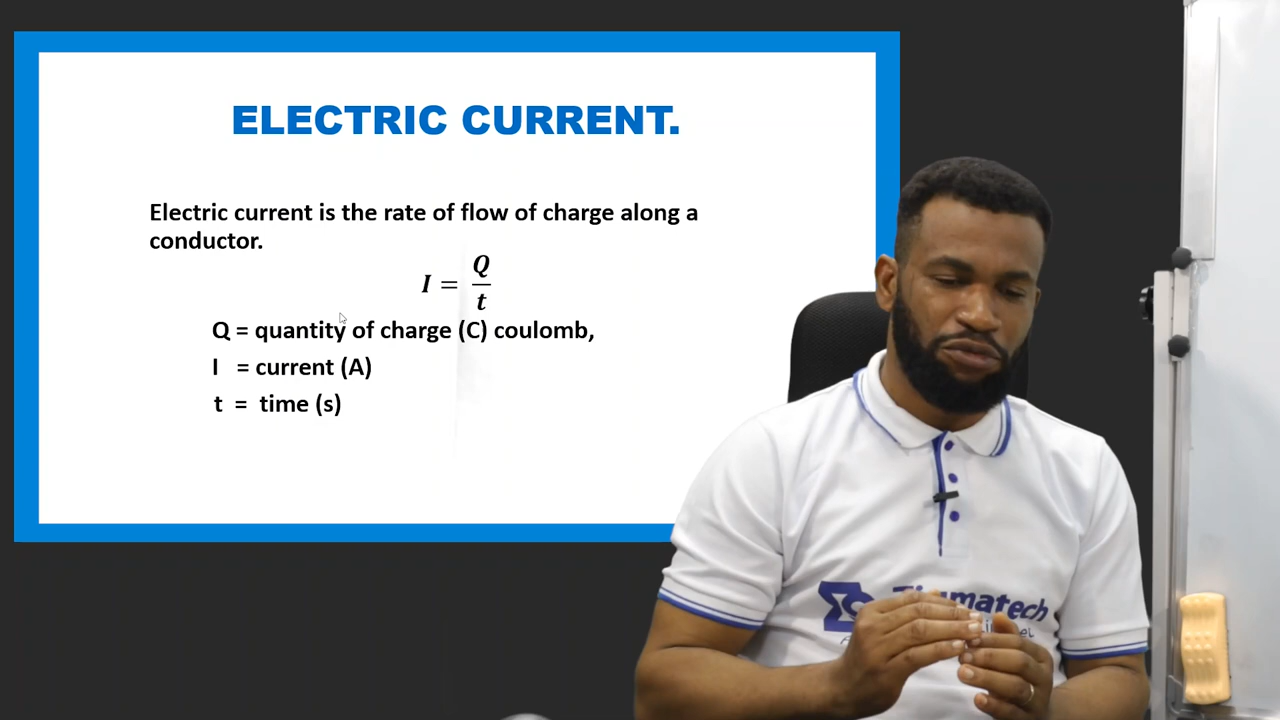 ELECTRIC CURRENT.
Electric current is the rate of flow of charge along a
conductor.
I = Q/t
Q = quantity of charge (C) coulomb,
I = current (A)
t = time (s)